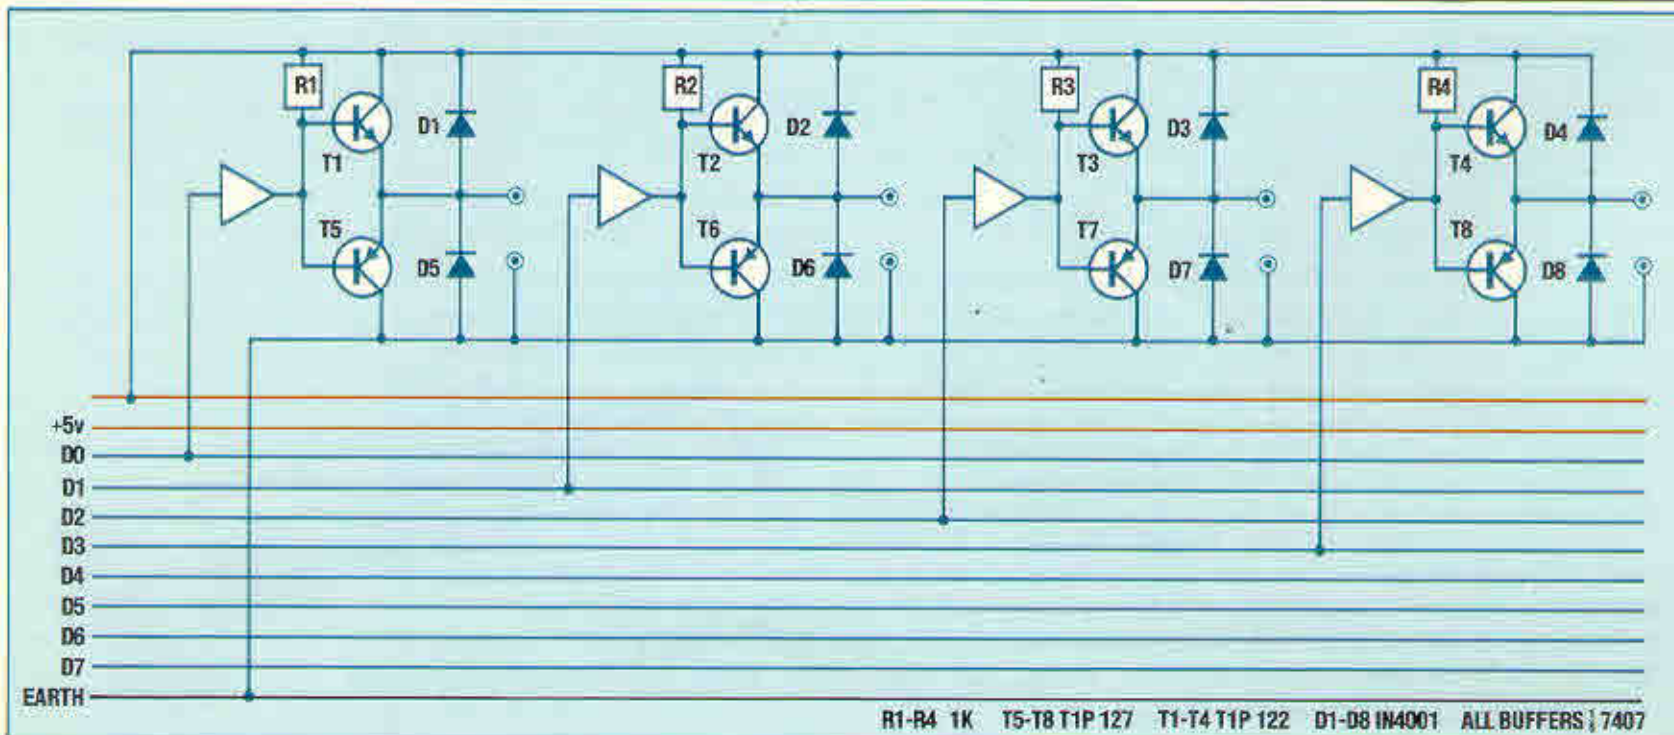 R1
R2
R3
R4
D1
D2
D3
D4
T1
T2
T3
T4
T5
T6
T7
T8
D5
D6
D7
D8
+5v
D0
D1
D2
D3
D4
D5
D6
D7
EARTH
R1-R4 1K T5-T8 T1P 127 T1-T4 T1P 122 D1-D8 IN4001 ALL BUFFERS 7407